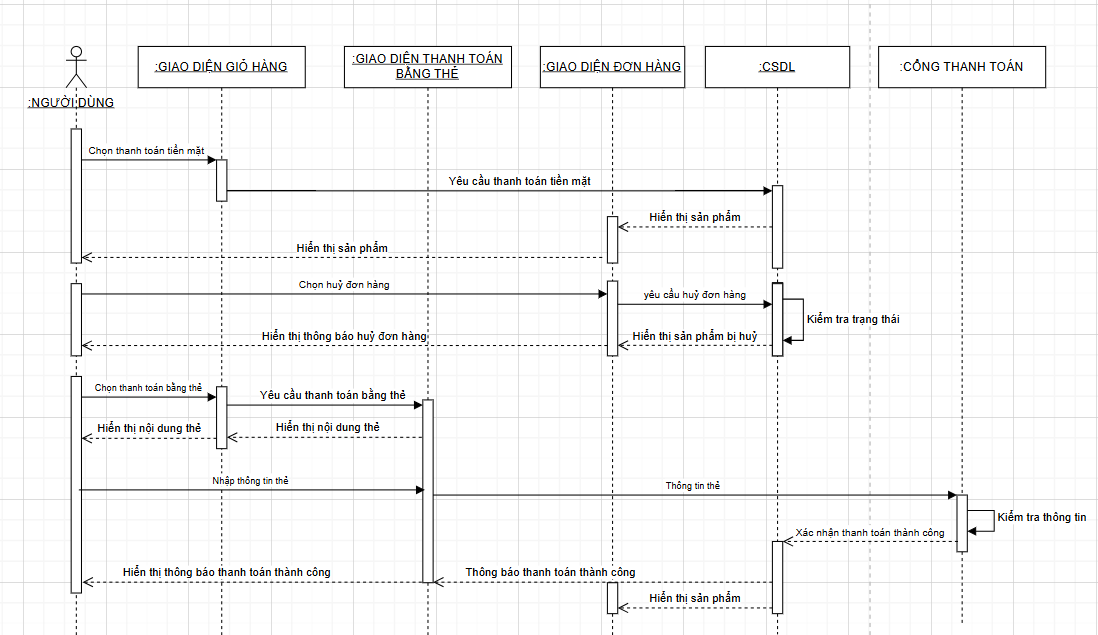 :NGƯỜI DÙNG
:GIAO DIỆN GIỎ HÀNG
:GIAO DIỆN THANH TOÁN
BẰNG THẺ
:GIAO DIỆN ĐƠN HÀNG
:CSDL
:CỔNG THANH TOÁN
Chọn thanh toán tiền mặt
Yêu cầu thanh toán tiền mặt
Hiển thị sản phẩm
Hiển thị sản phẩm
Chọn huỷ đơn hàng
yêu cầu huỷ đơn hàng
Kiểm tra trạng thái
Hiển thị thông báo huỷ đơn hàng
Hiển thị sản phẩm bị huỷ
Chọn thanh toán bằng thẻ
Yêu cầu thanh toán bằng thẻ
Hiển thị nội dung thẻ
Hiển thị nội dung thẻ
Nhập thông tin thẻ
Thông tin thẻ
Kiểm tra thông tin
Xác nhận thanh toán thành công
Hiển thị thông báo thanh toán thành công
Thông báo thanh toán thành công
Hiển thị sản phẩm